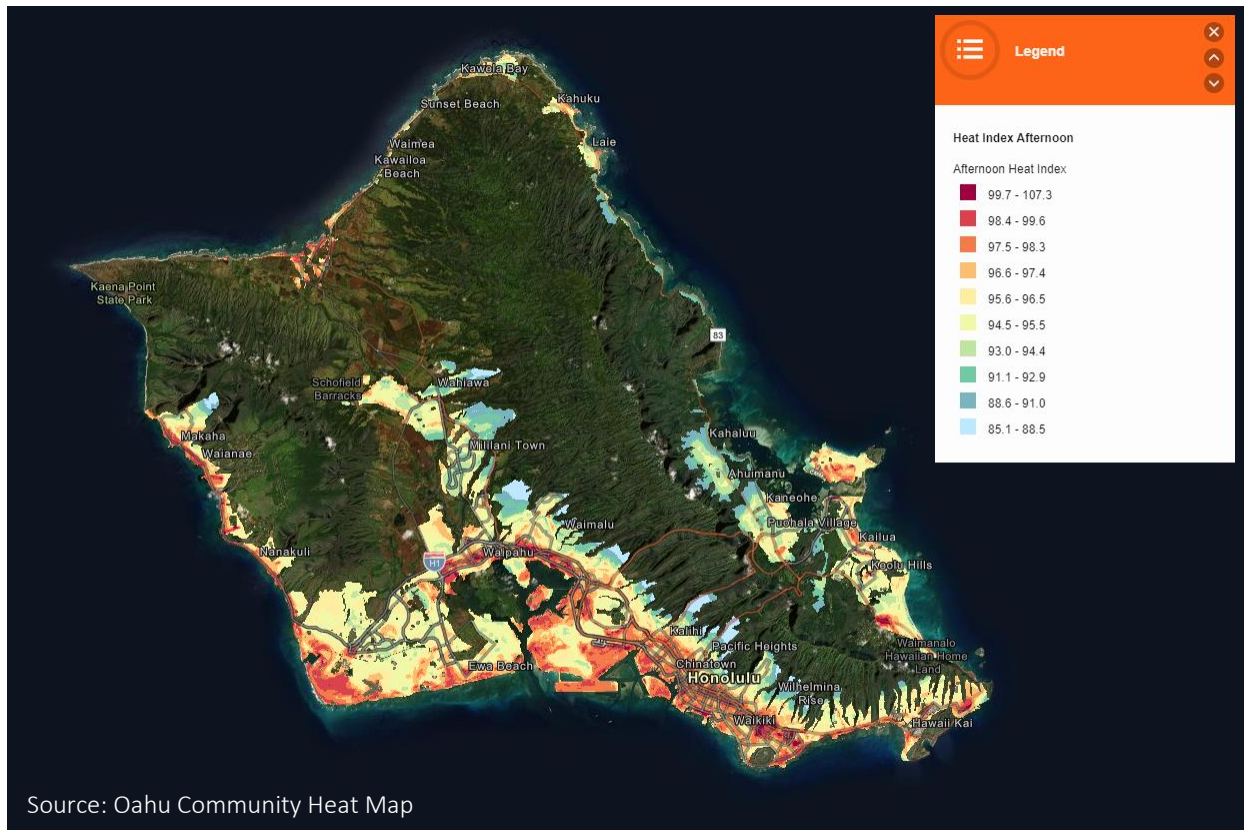 Legend
Heat Index Afternoon
Afternoon Heat Index
99.7 - 107.3
98.4 - 99.6
97.5 - 98.3
96.6 - 97.4
95.6 - 96.5
94.5 - 95.5
93.0 - 94.4
91.1 - 92.9
88.6 - 91.0
85.1 - 88.5
Kawela Bay
Kahuku
Sunset Beach
Waimea
Laie
Kawailoa
Beach
Kaena Point
State Park
83
Schofield
Barracks
Wahiawa
Makaha
Kahaluu
Waianae
Mililani Town
Ahuimanu
Kaneohe
Waimalu
Puohala Village
Kailua
Nanakuli
Waipahu
H1
Koolu Hills
Kalihi
Pacific Heights
Waimanalo
Hawaiian Home
Land
Ewa Beach
Chinatown
Honolulu
Wilhelmina
Rise
Waikiki
Hawaii Kai
Source: Oahu Community Heat Map